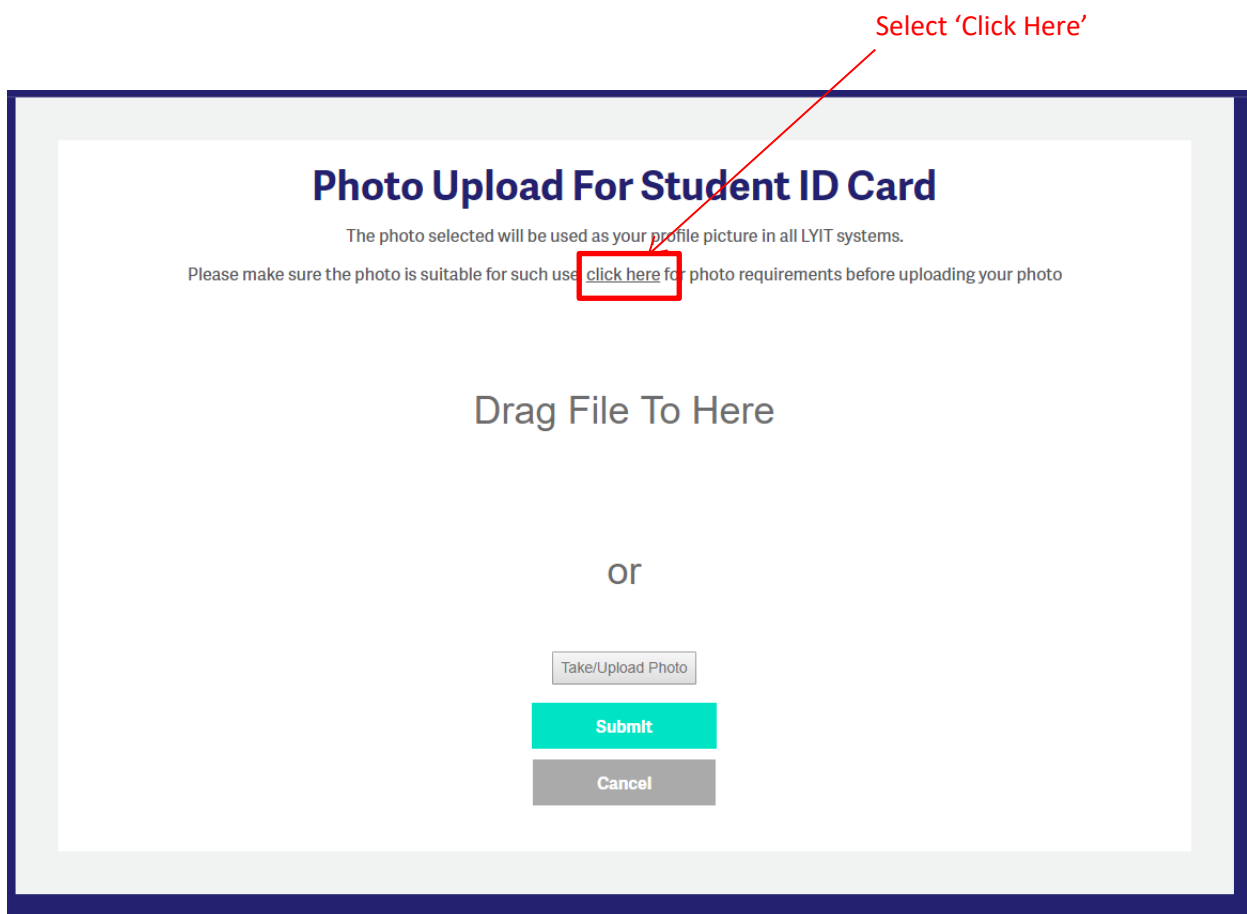 Select ‘Click Here’
Photo Upload For Student ID Card
The photo selected will be used as your profile picture in all LYIT systems.
Please make sure the photo is suitable for such use click here for photo requirements before uploading your photo
Drag File To Here
or
Take/Upload Photo
Submit
Cancel